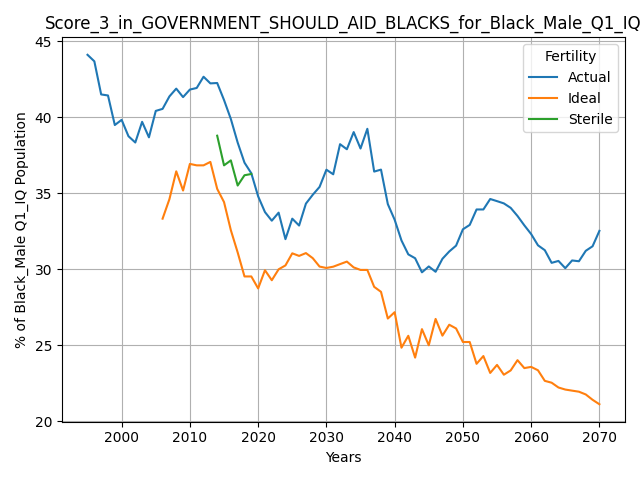 Score_3_in_GOVERNMENT_SHOULD_AID_BLACKS_for_Black_Male_Q1_IQ
45
40
35
30
25
20
% of Black_Male Q1_IQ Population
Fertility
Actual
Ideal
Sterile
2000 2010 2020 2030 2040 2050 2060 2070
Years